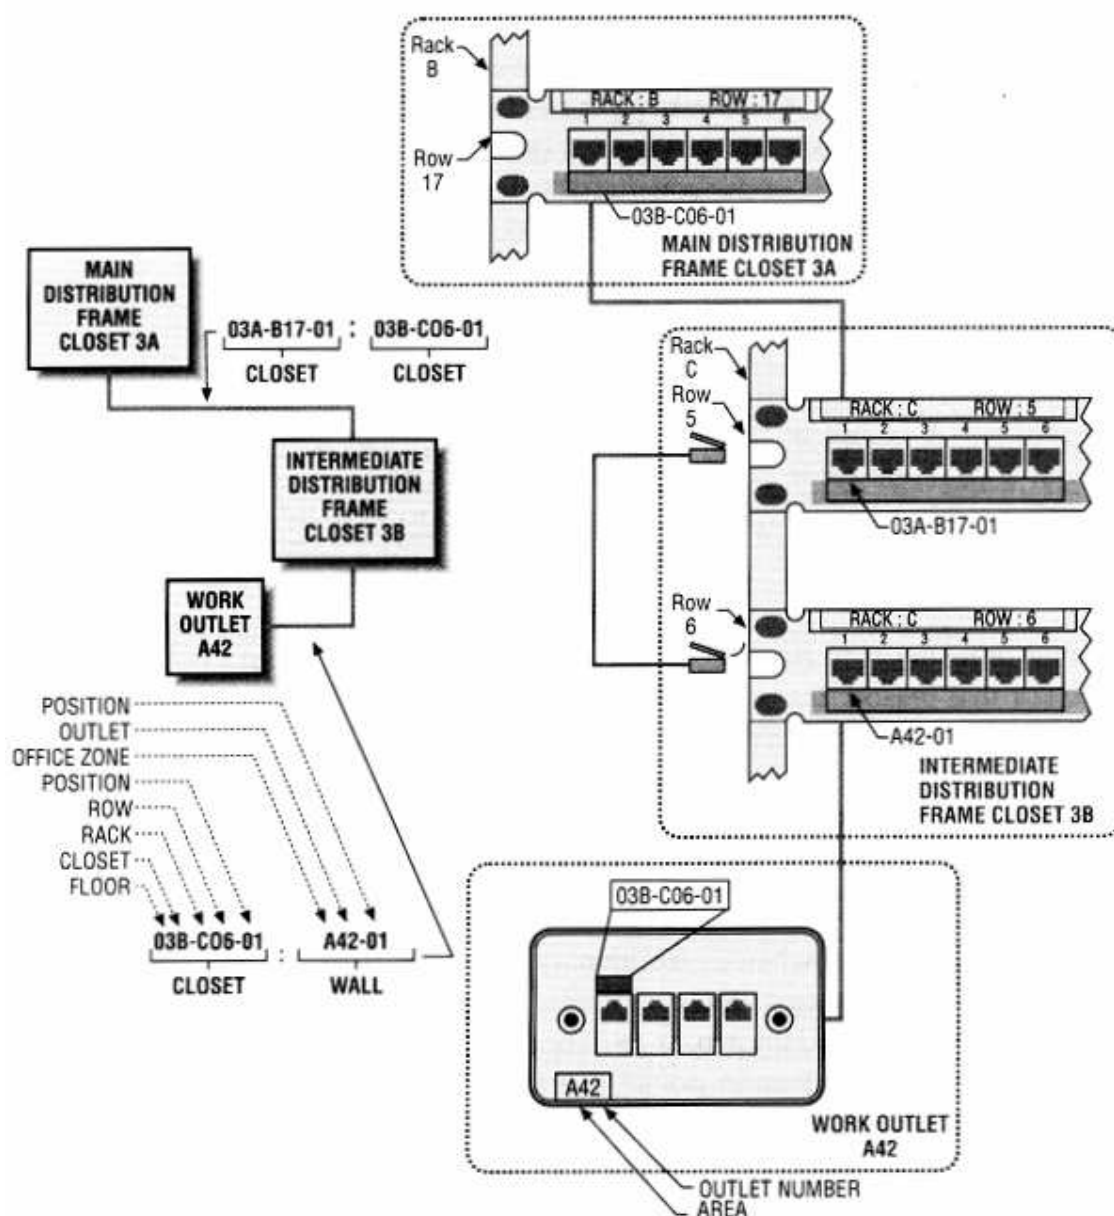 Rack
B
RACK : B ROW : 17
1 2 3 4 5 6
Row
17
03B-C06-01
MAIN DISTRIBUTION
FRAME CLOSET 3A
MAIN
DISTRIBUTION
FRAME
CLOSET 3A
03A-B17-01 : 03B-CO6-01
CLOSET CLOSET
INTERMEDIATE
DISTRIBUTION
FRAME
CLOSET 3B
WORK
OUTLET
A42
Rack
C
Row
5
RACK : C ROW : 5
1 2 3 4 5 6
03A-B17-01
Row
6
RACK : C ROW : 6
1 2 3 4 5 6
A42-01
INTERMEDIATE
DISTRIBUTION
FRAME CLOSET 3B
POSITION
OUTLET
OFFICE ZONE
POSITION
ROW
RACK
CLOSET
FLOOR
03B-CO6-01 : A42-01
CLOSET WALL
03B-C06-01
A42
WORK OUTLET
A42
OUTLET NUMBER
AREA